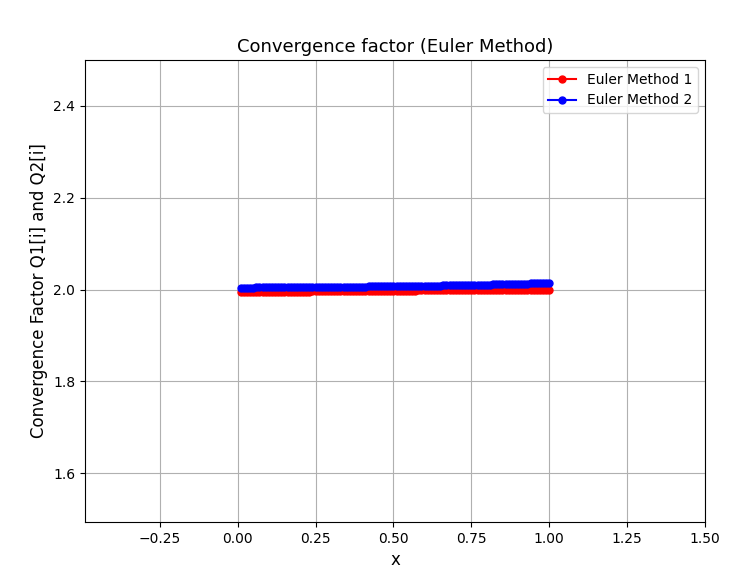 Convergence factor (Euler Method)
Euler Method 1
Euler Method 2
Convergence Factor Q1[i] and Q2[i]
2.4
2.2
2.0
1.8
1.6
−0.25 0.00 0.25 0.50 0.75 1.00 1.25 1.50
x